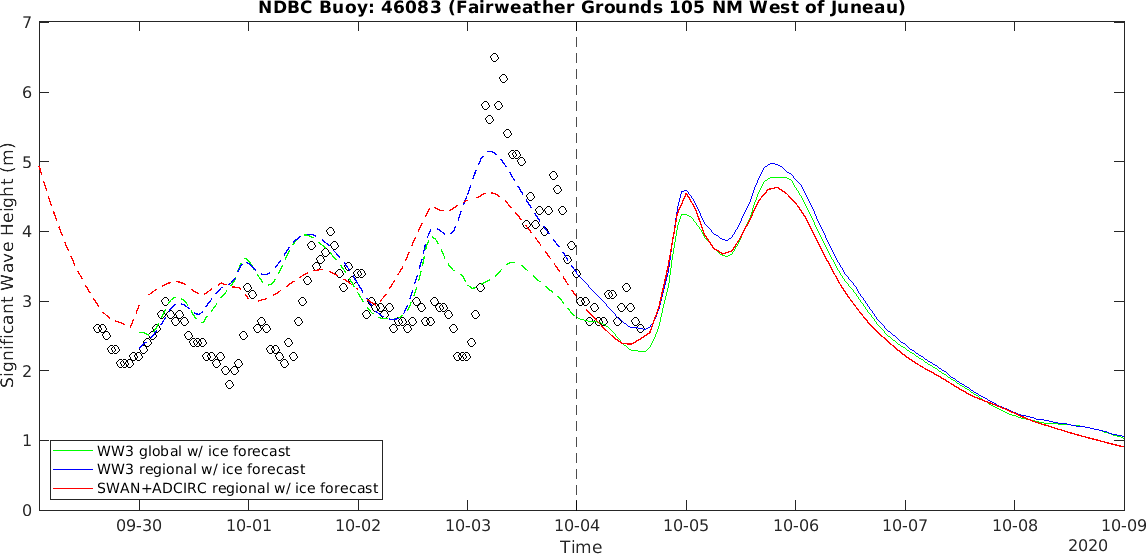 NDBC Buoy: 46083 (Fairweather Grounds 105 NM West of Juneau)
7
6
5
4
3
2
1
0
Significant Wave Height (m)
WW3 global w/ ice forecast
WW3 regional w/ ice forecast
SWAN+ADCIRC regional w/ ice forecast
09-30 10-01 10-02 10-03 10-04 10-05 10-06 10-07 10-08 10-09
Time
2020